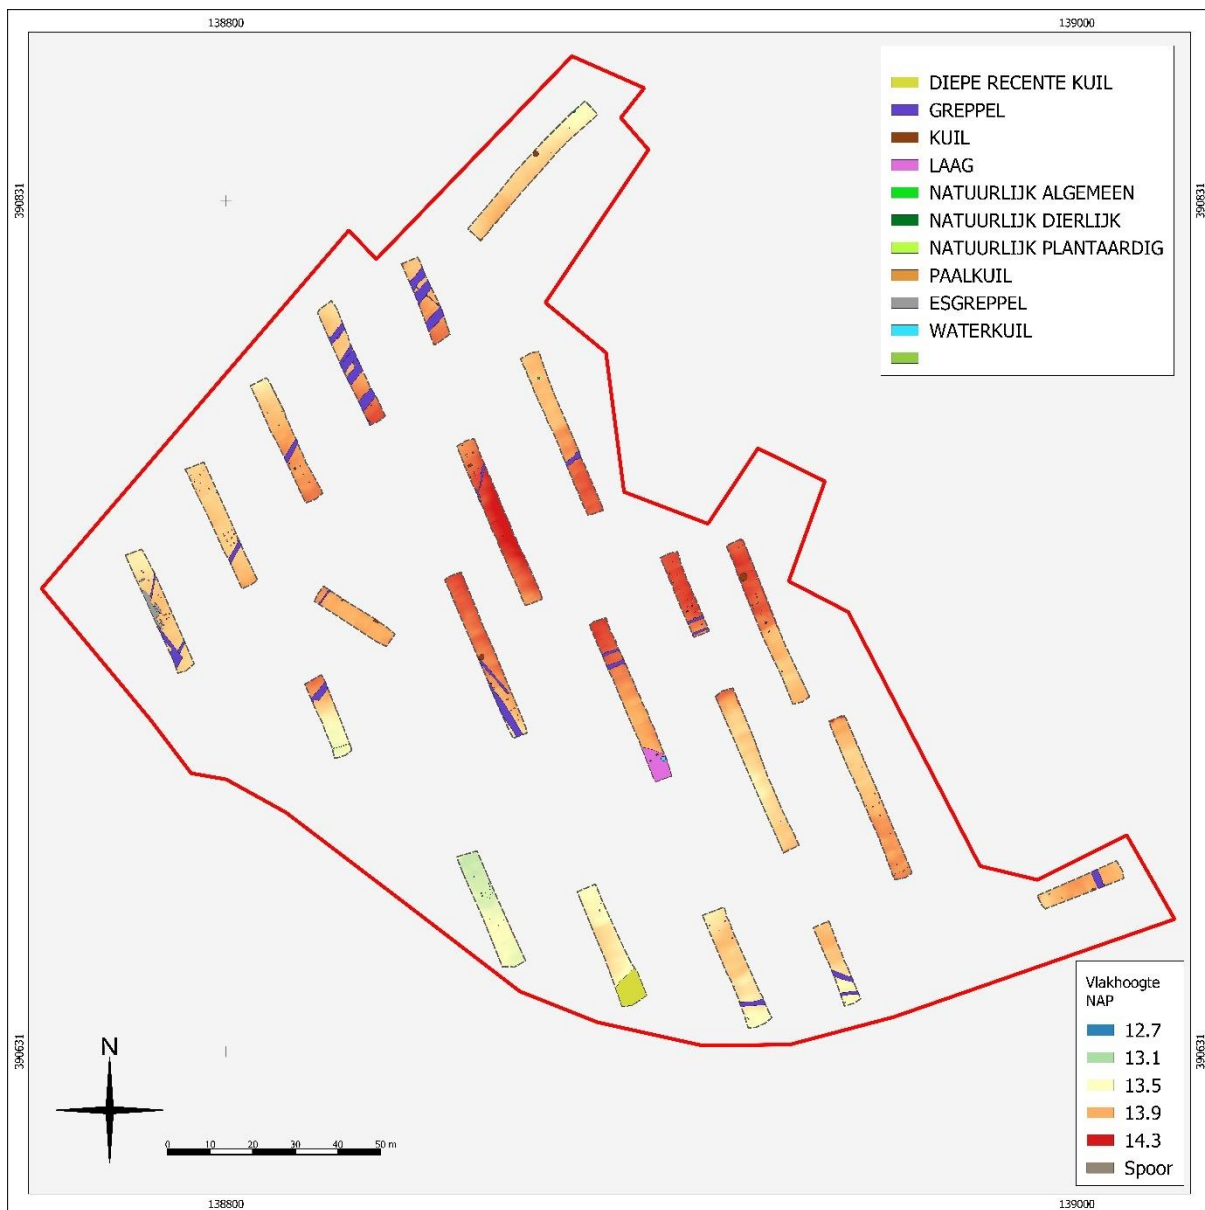 138800
139000
390831
390831
DIEPE RECENTE KUIL
GREPPEL
KUIL
LAAG
NATUURLIJK ALGEMEEN
NATUURLIJK DIERLIJK
NATUURLIJK PLANTAARDIG
PAALKUIL
ESGREPPEL
WATERKUIL
Vlakhoogte
NAP
12.7
13.1
13.5
13.9
14.3
Spoor
390631
390631
N
0 10 20 30 40 50 m
138800
139000